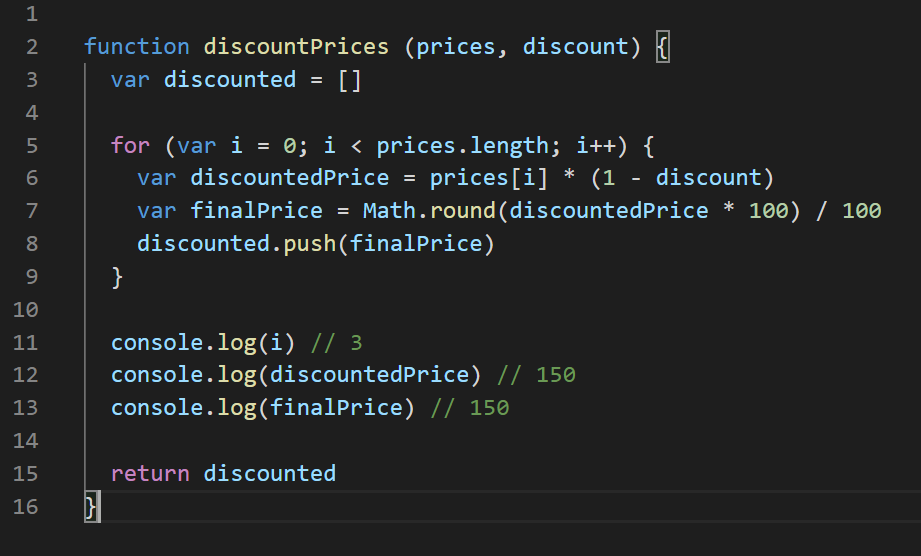 1
2 function discountPrices (prices, discount) {
3   var discounted = []
4
5   for (var i = 0; i < prices.length; i++) {
6     var discountedPrice = prices[i] * (1 - discount)
7     var finalPrice = Math.round(discountedPrice * 100) / 100
8     discounted.push(finalPrice)
9   }
10
11   console.log(i) // 3
12   console.log(discountedPrice) // 150
13   console.log(finalPrice) // 150
14
15   return discounted
16 }